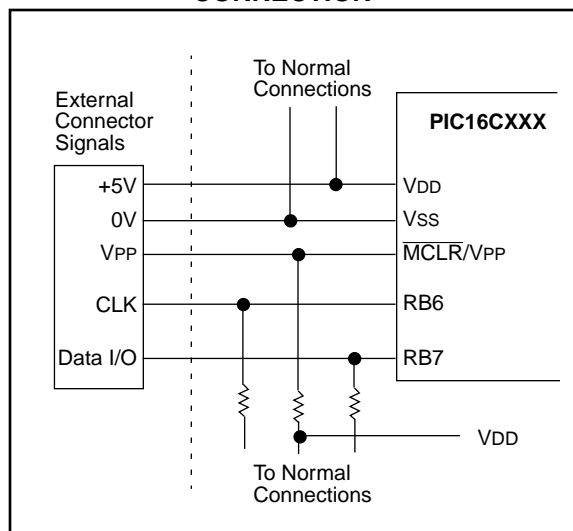 CONNECTION
To Normal
Connections
External
Connector
Signals
PIC16CXXX
+5V
VDD
0V
VSS
VPP
MCLR/VPP
CLK
RB6
Data I/O
RB7
VDD
To Normal
Connections